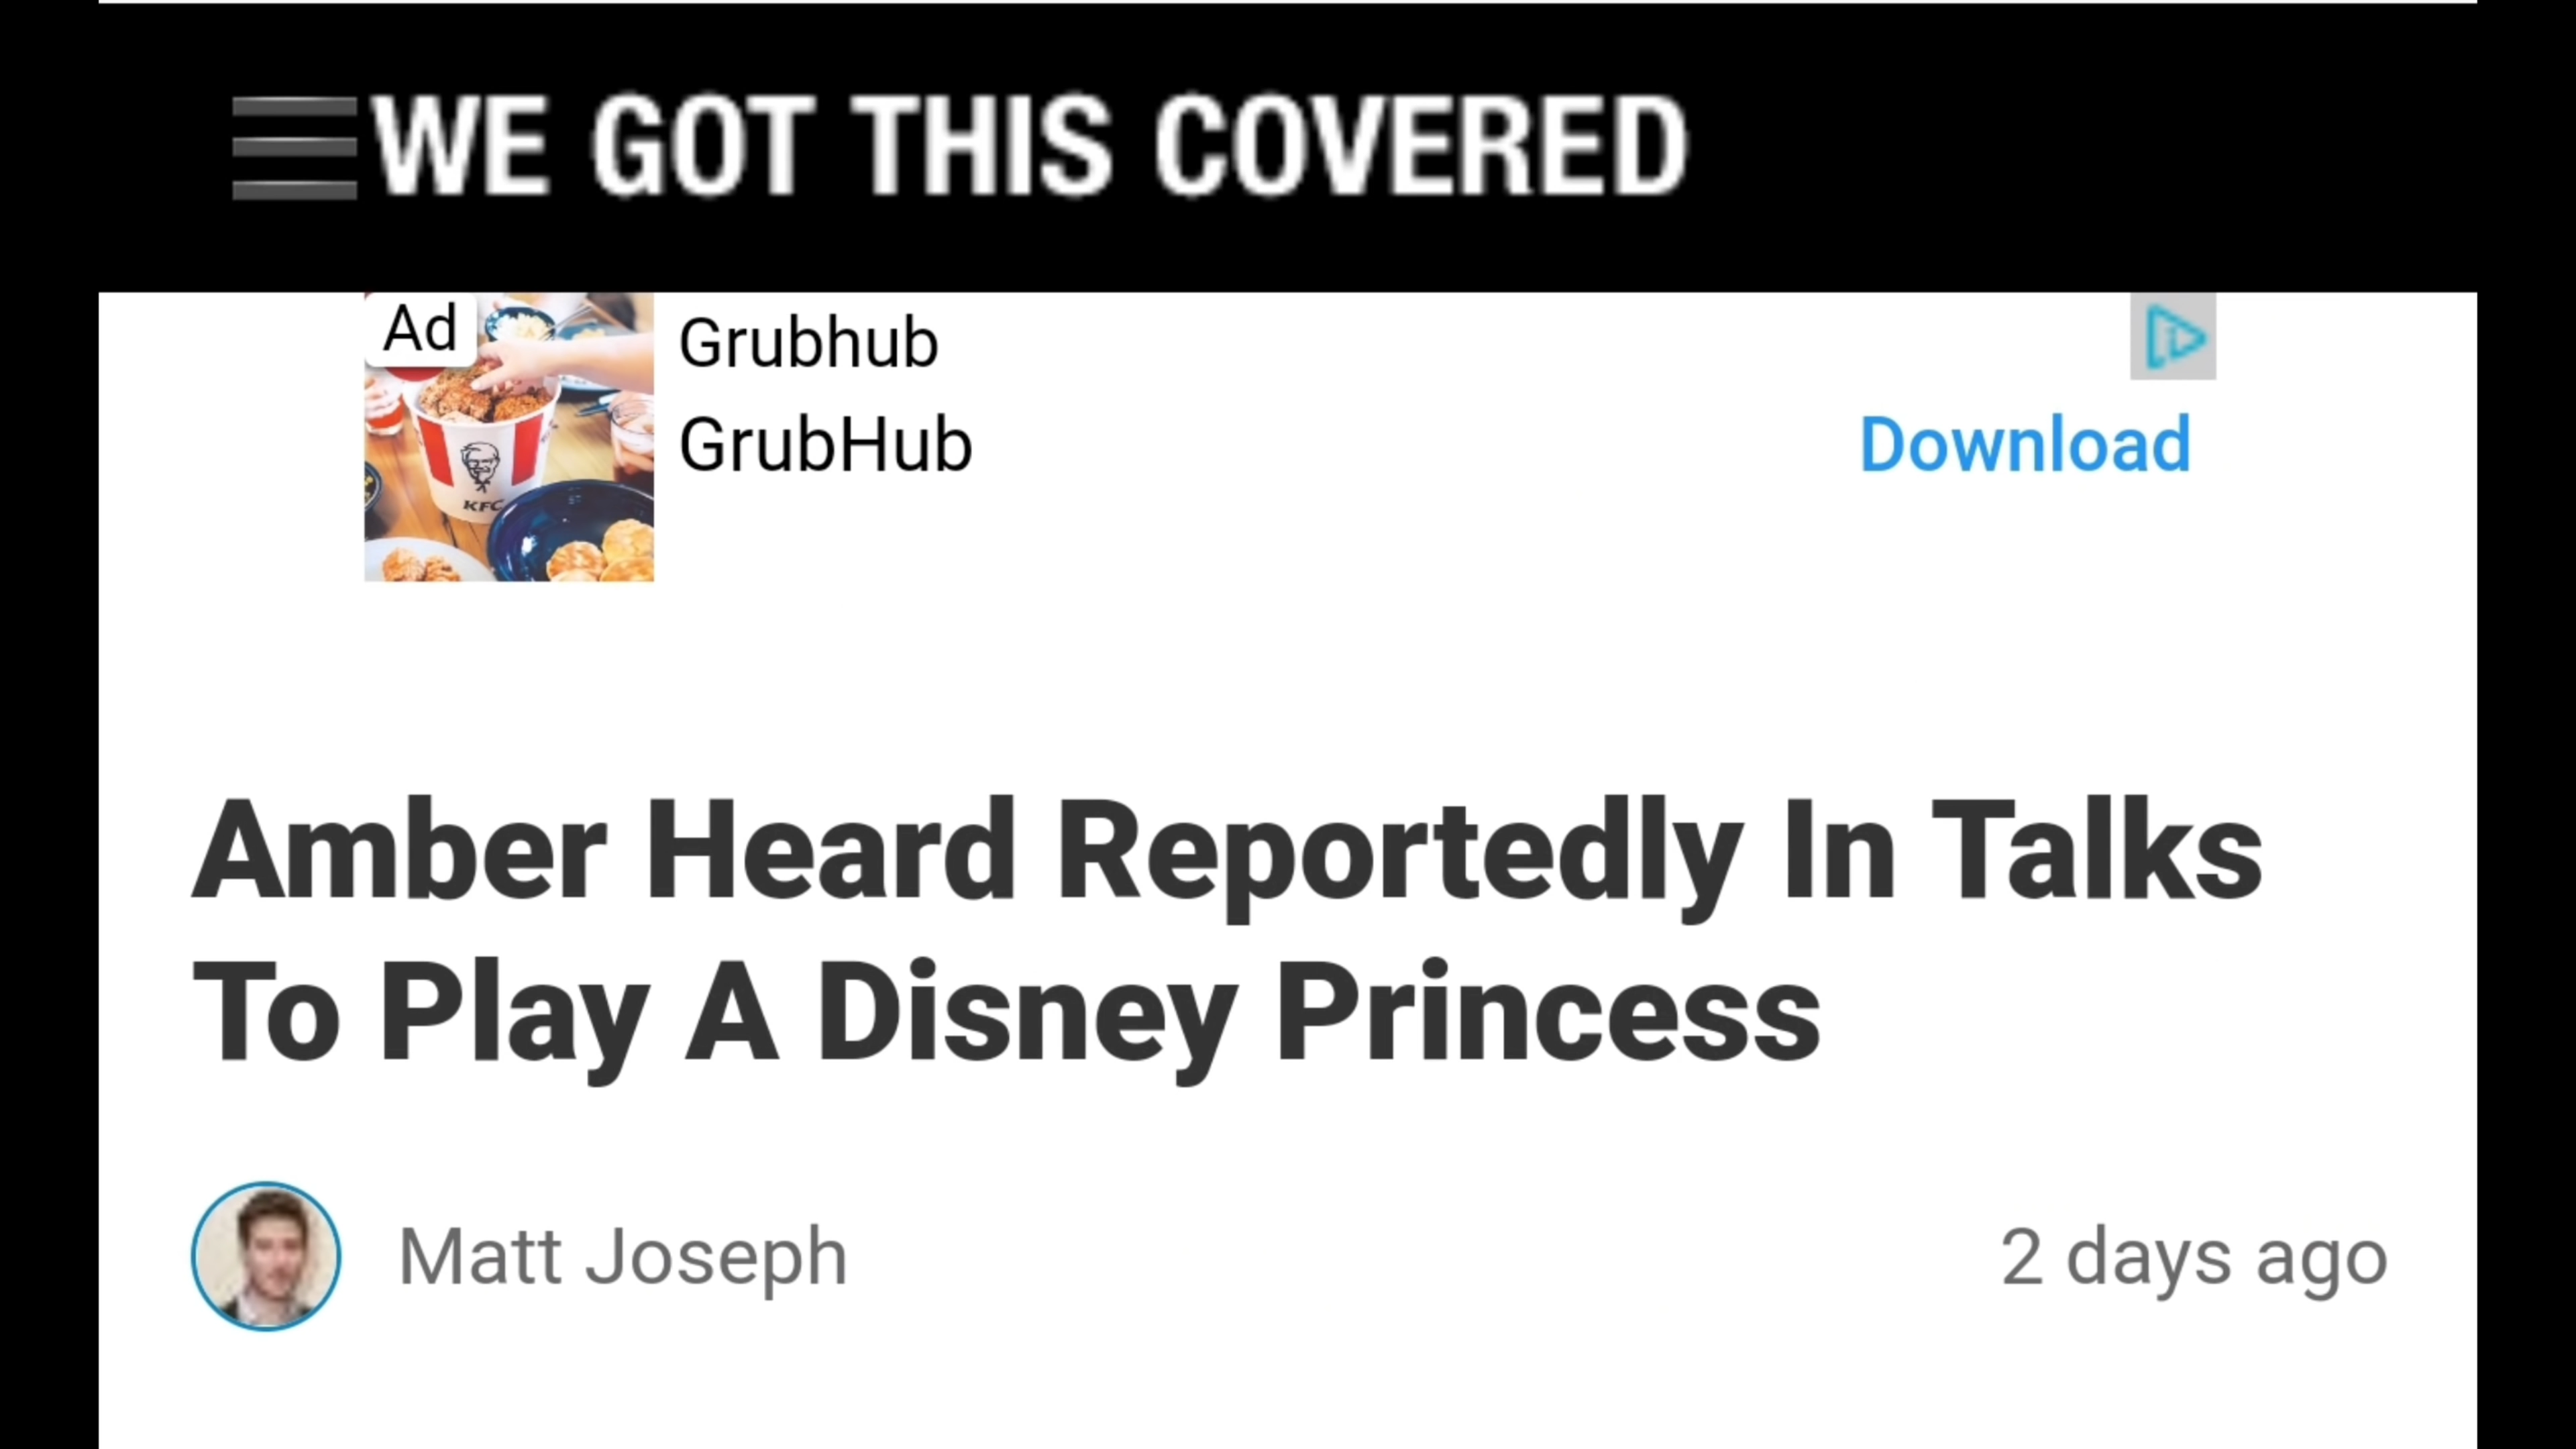 WE GOT THIS COVERED
Ad
Grubhub
GrubHub
Download
KFC
Amber Heard Reportedly In Talks
To Play A Disney Princess
Matt Joseph
2 days ago